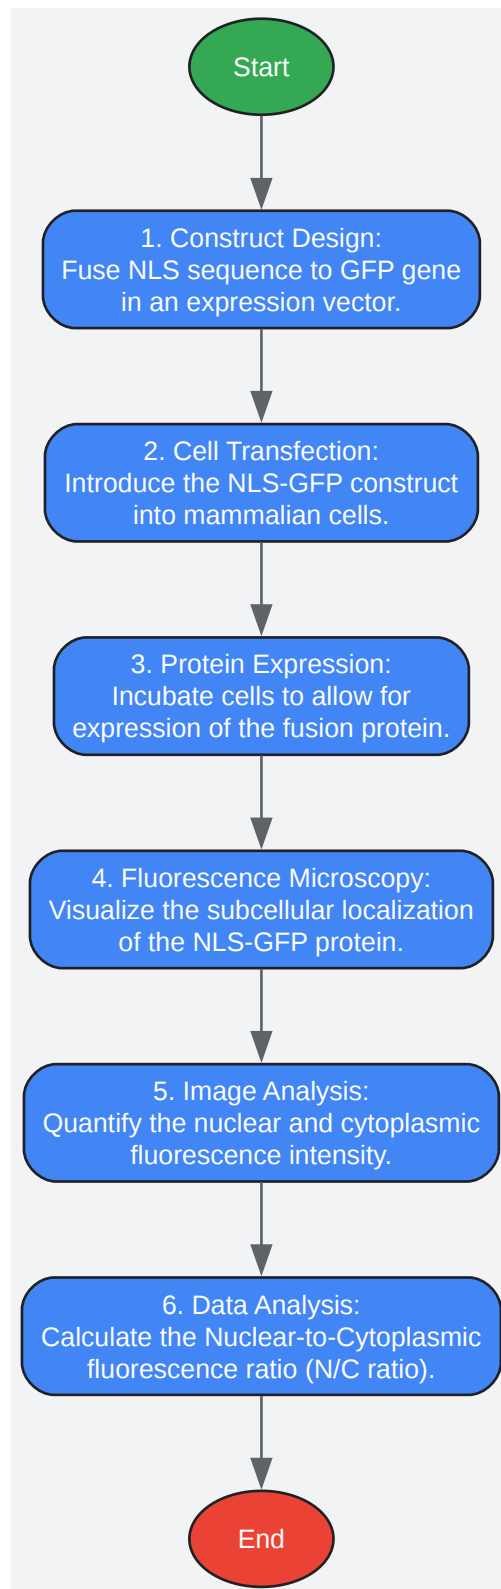 Start
1. Construct Design:
Fuse NLS sequence to GFP gene
in an expression vector.
2. Cell Transfection:
Introduce the NLS-GFP construct
into mammalian cells.
3. Protein Expression:
Incubate cells to allow for
expression of the fusion protein.
4. Fluorescence Microscopy:
Visualize the subcellular localization
of the NLS-GFP protein.
5. Image Analysis:
Quantify the nuclear and cytoplasmic
fluorescence intensity.
6. Data Analysis:
Calculate the Nuclear-to-Cytoplasmic
fluorescence ratio (N/C ratio).
End